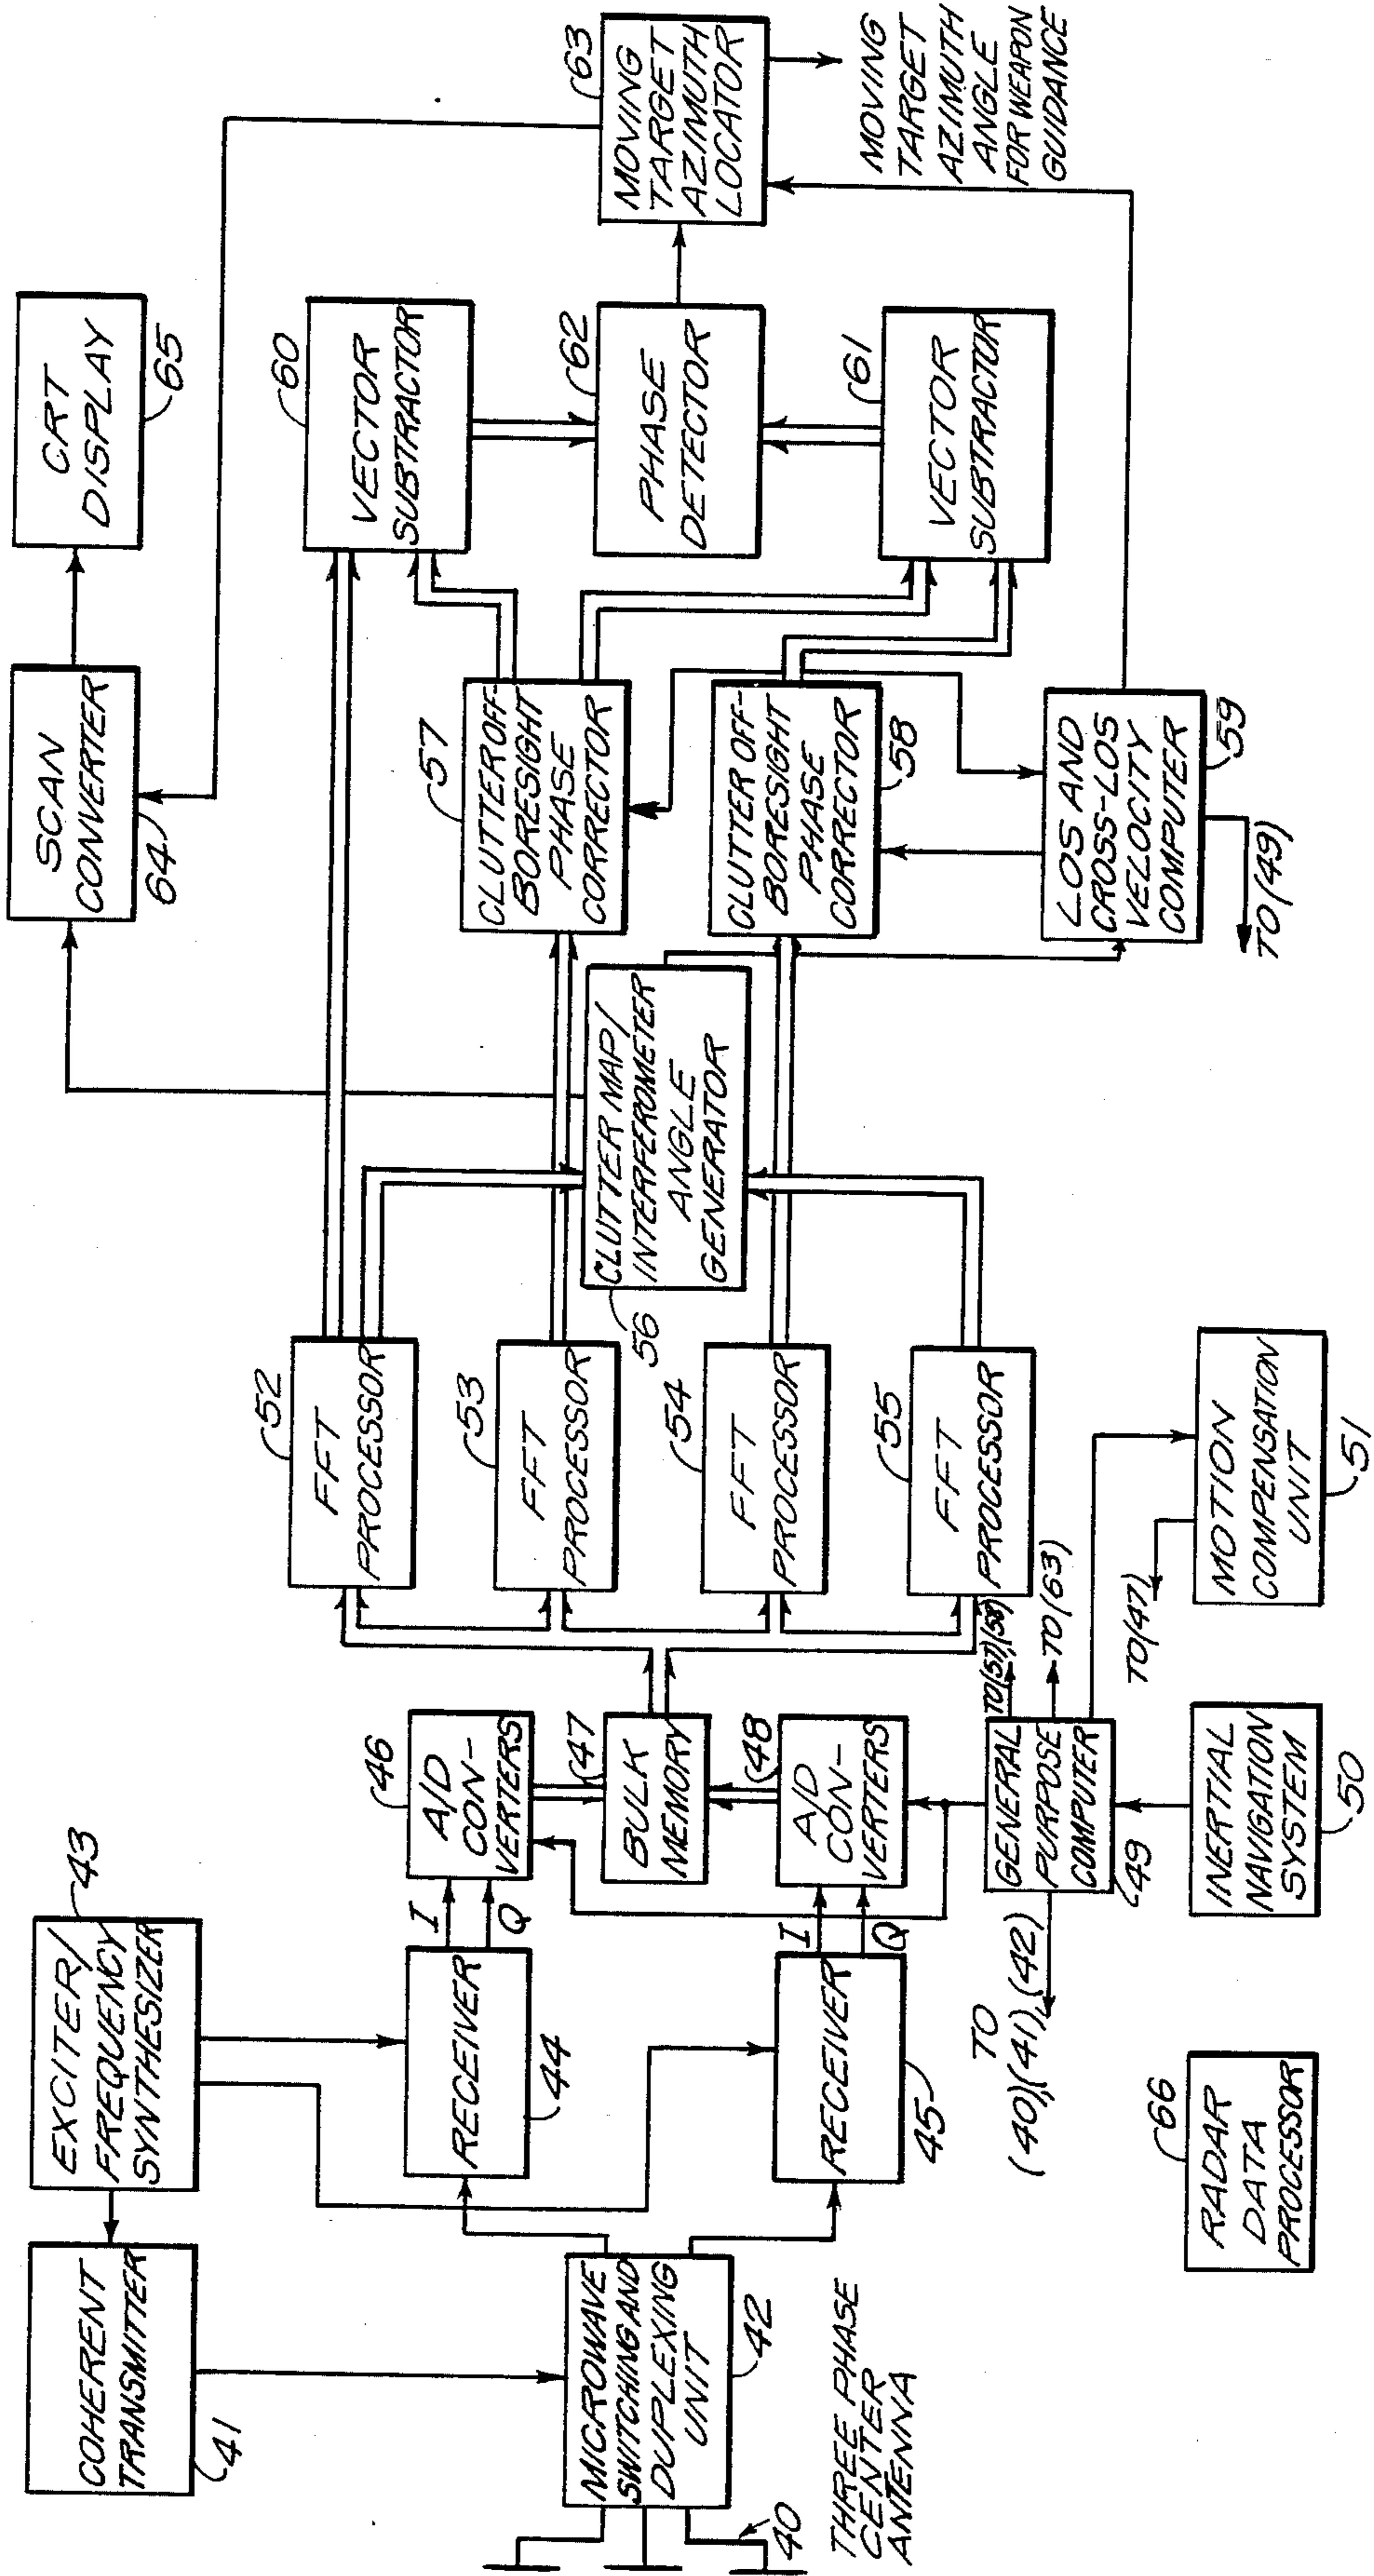 COHERENT
TRANSMITTER
41
EXCITER/
FREQUENCY
SYNTHESIZER
43
MICROWAVE
SWITCHING AND
DUPLEXING
UNIT
42
40
THREE PHASE
CENTER
ANTENNA
RECEIVER
44
I
Q
RECEIVER
45
I
Q
A/D
CON-
VERTERS
46
BULK
MEMORY
47
A/D
CON-
VERTERS
48
GENERAL
PURPOSE
COMPUTER
49
TO
(40),(41),(42)
TO(57),(58)
TO(63)
INERTIAL
NAVIGATION
SYSTEM
50
MOTION
COMPENSATION
UNIT
51
TO(47)
RADAR
DATA
PROCESSOR
66
FFT
PROCESSOR
52
FFT
PROCESSOR
53
FFT
PROCESSOR
54
FFT
PROCESSOR
55
CLUTTER MAP/
INTERFEROMETER
ANGLE
GENERATOR
56
CLUTTER OFF-
BORESIGHT
PHASE
CORRECTOR
57
CLUTTER OFF-
BORESIGHT
PHASE
CORRECTOR
58
LOS AND
CROSS-LOS
VELOCITY
COMPUTER
59
TO(49)
SCAN
CONVERTER
64
CRT
DISPLAY
65
VECTOR
SUBTRACTOR
60
PHASE
DETECTOR
62
VECTOR
SUBTRACTOR
61
MOVING
TARGET
AZIMUTH
LOCATOR
63
MOVING
TARGET
AZIMUTH
ANGLE
FOR WEAPON
GUIDANCE